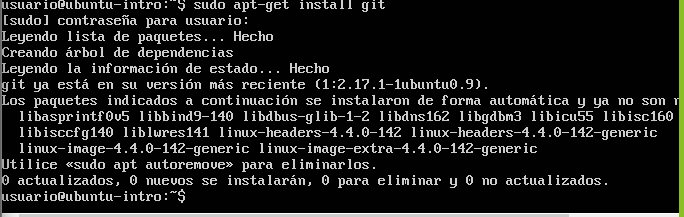 usuario@ubuntu-intro:~$ sudo apt-get install git
[sudo] contraseña para usuario:
Leyendo lista de paquetes... Hecho
Creando árbol de dependencias
Leyendo la información de estado... Hecho
git ya está en su versión más reciente (1:2.17.1-1ubuntu0.9).
Los paquetes indicados a continuación se instalaron de forma automática y ya no son
libasprintf0v5 libbind9-140 libdbus-glib-1-2 libdns162 libgdbm3 libicu55 libisc160
libisccfg140 liblwres141 linux-headers-4.4.0-142 linux-headers-4.4.0-142-generic
linux-image-4.4.0-142-generic linux-image-extra-4.4.0-142-generic
Utilice «sudo apt autoremove» para eliminarlos.
0 actualizados, 0 nuevos se instalarán, 0 para eliminar y 0 no actualizados.
usuario@ubuntu-intro:~$